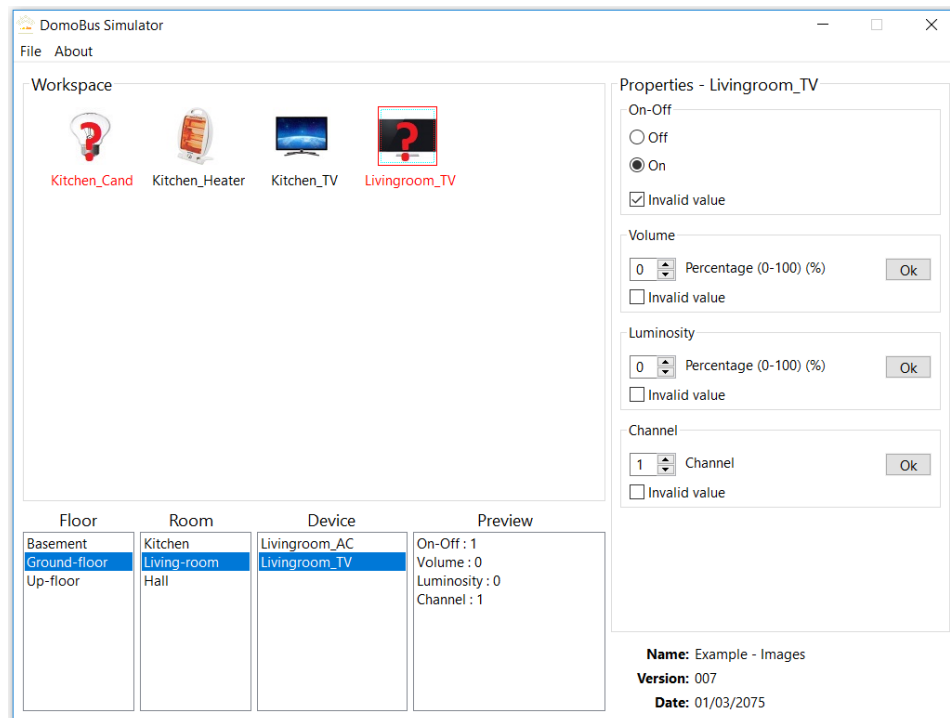 DomoBus Simulator
File About
Workspace
Kitchen_Cand Kitchen_Heater Kitchen_TV Livingroom_TV
Properties - Livingroom_TV
On-Off
Off
On
Invalid value
Volume
0 Percentage (0-100) (%) Ok
Invalid value
Luminosity
0 Percentage (0-100) (%) Ok
Invalid value
Channel
1 Channel Ok
Invalid value
Floor
Basement
Ground-floor
Up-floor
Room
Kitchen
Living-room
Hall
Device
Livingroom_AC
Livingroom_TV
Preview
On-Off : 1
Volume : 0
Luminosity : 0
Channel : 1
Name: Example - Images
Version: 007
Date: 01/03/2075